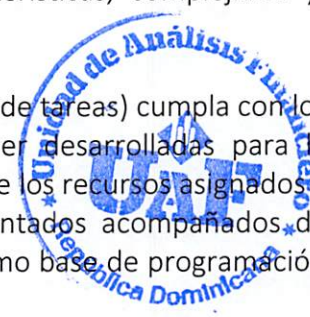 de tareas) cumpla con lo
er desarrolladas para
e los recursos asignados
ntados acompañados d
mo base de programació
Unidad de Análisis Financiero
UAF
República Dominicana